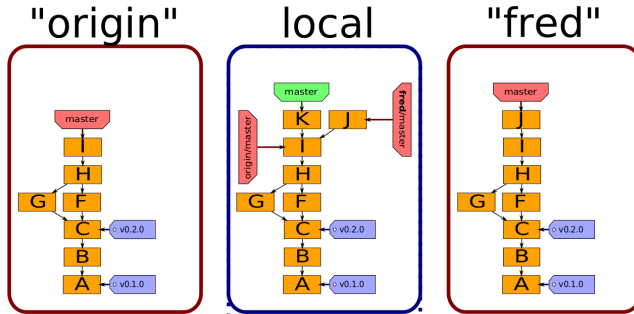 "origin"
master
I
H
G
F
C
v0.2.0
B
A
v0.1.0
local
master
K
J
fred/master
origin/master
I
H
G
F
C
v0.2.0
B
A
v0.1.0
"fred"
master
J
I
H
G
F
C
v0.2.0
B
A
v0.1.0